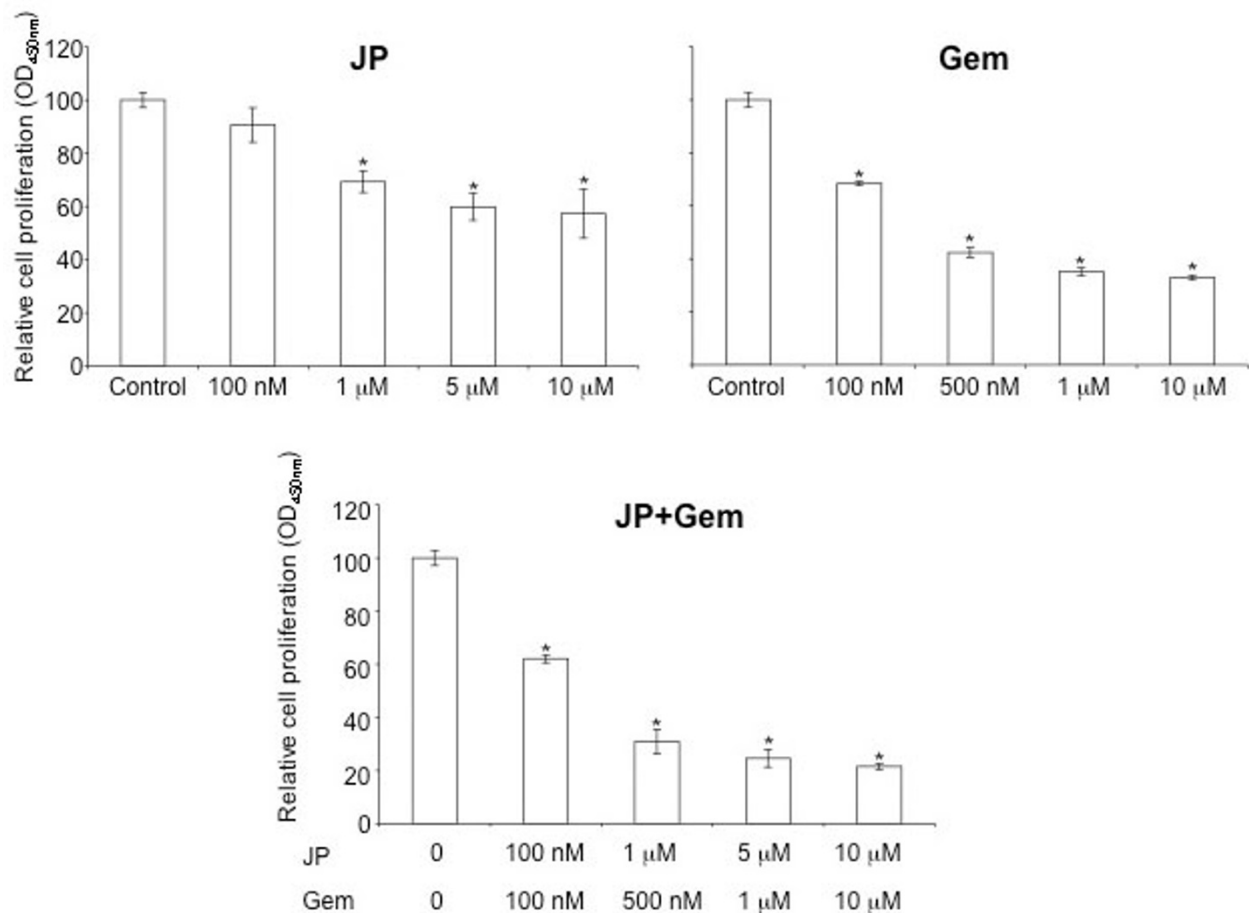 JP
Relative cell proliferation (OD450nm)
120
100
80
60
40
20
0
* * *
Control 100 nM 1 μM 5 μM 10 μM
Gem
* * * *
Control 100 nM 500 nM 1 μM 10 μM
JP+Gem
Relative cell proliferation (OD450nm)
120
100
80
60
40
20
0
* * * *
JP 0 100 nM 1 μM 5 μM 10 μM
Gem 0 100 nM 500 nM 1 μM 10 μM